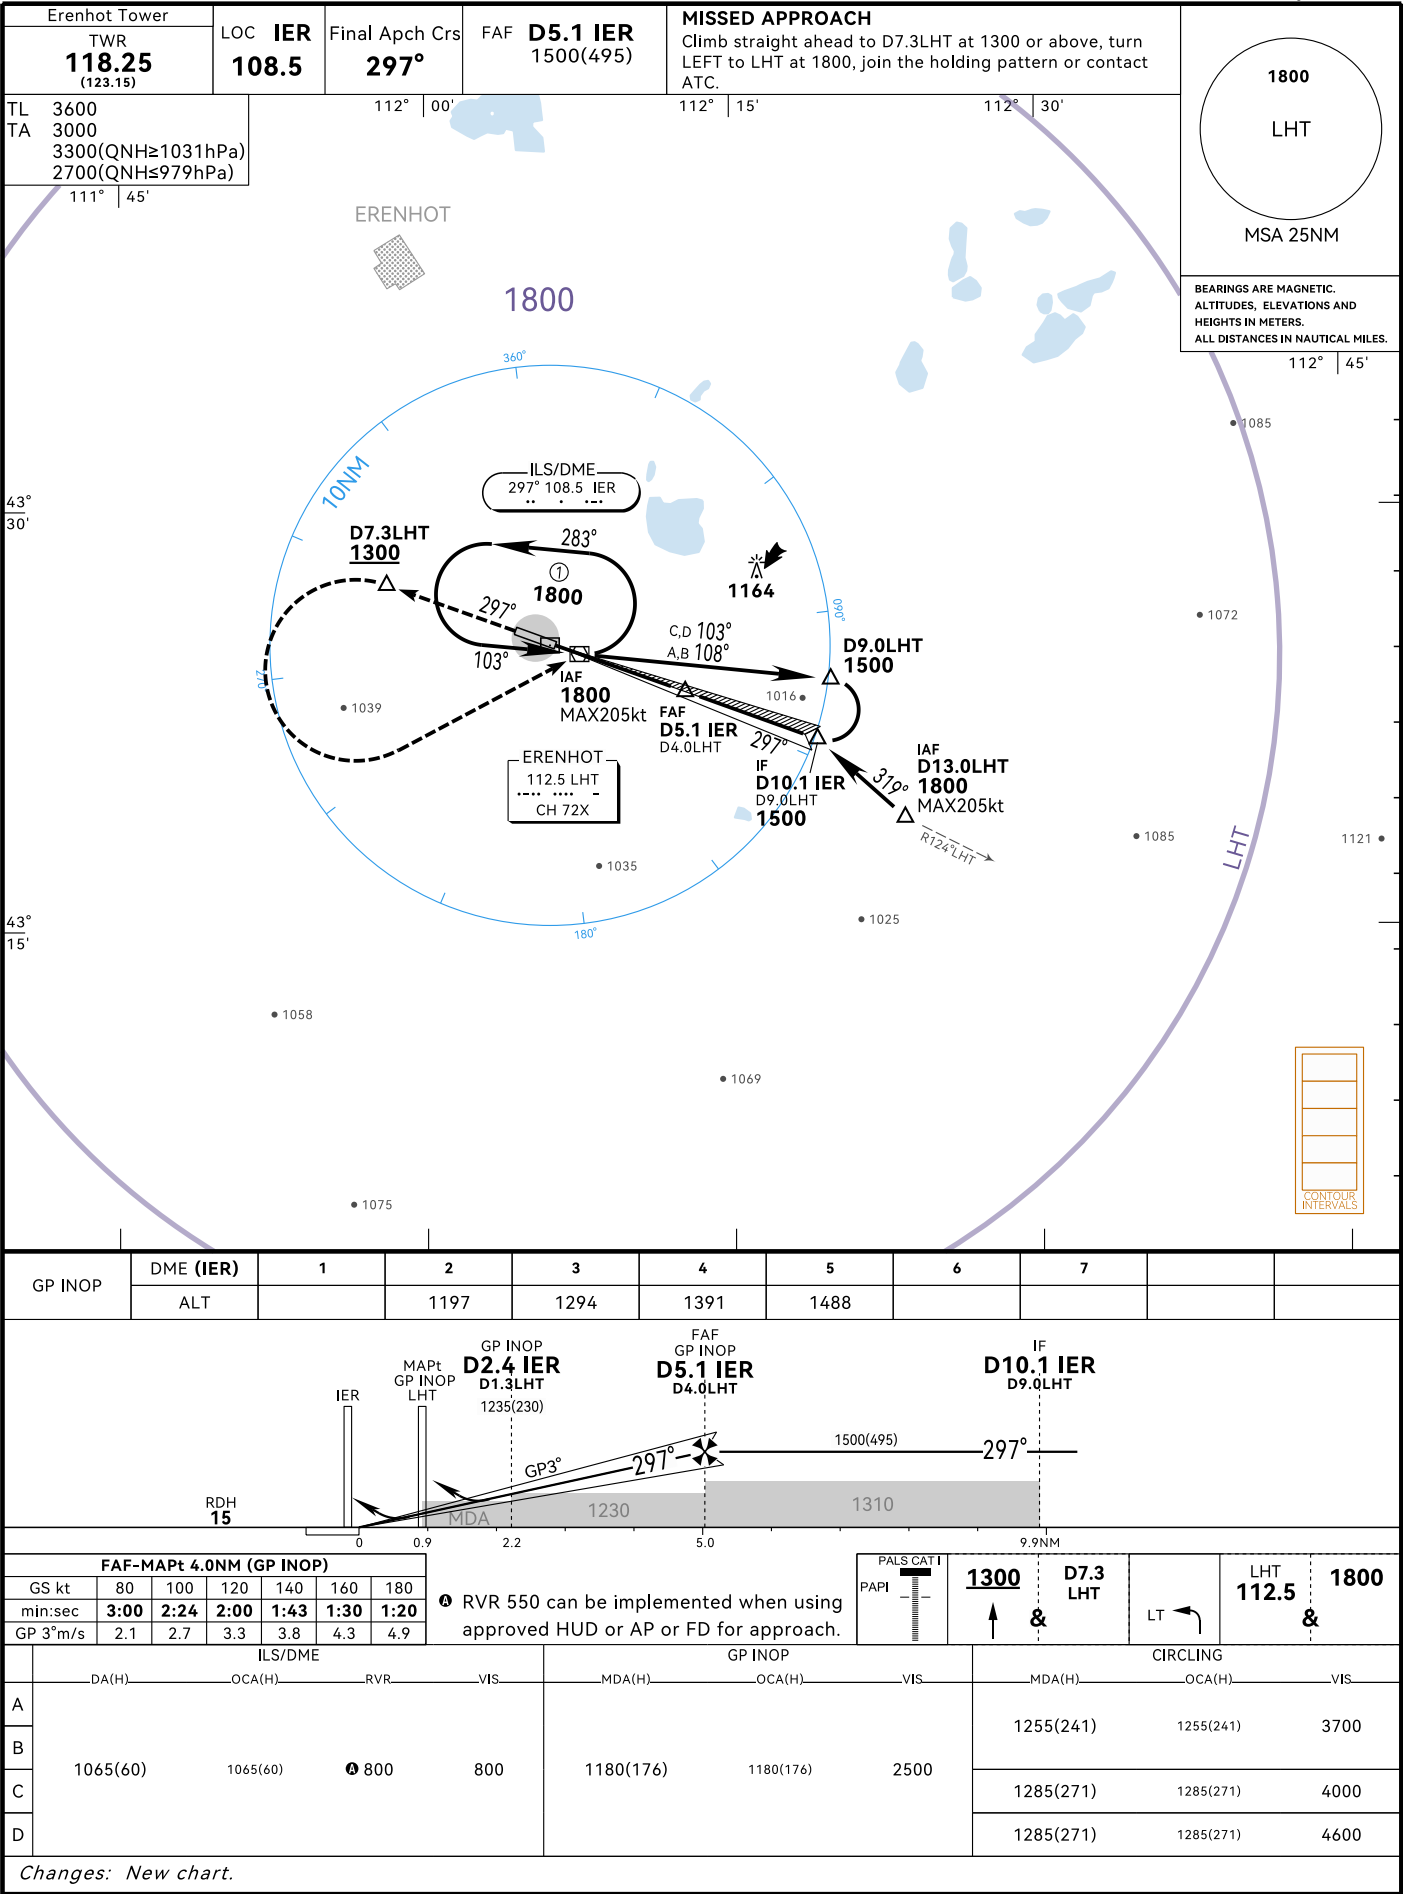 Erenhot Tower
TWR
118.25
(123.15)
LOC IER
108.5
Final Apch Crs
297°
FAF D5.1 IER
1500(495)
MISSED APPROACH
Climb straight ahead to D7.3LHT at 1300 or above, turn
LEFT to LHT at 1800, join the holding pattern or contact
ATC.
TL 3600
TA 3000
3300(QNH≥1031hPa)
2700(QNH≤979hPa)
1800
LHT
MSA 25NM
BEARINGS ARE MAGNETIC.
ALTITUDES, ELEVATIONS AND
HEIGHTS IN METERS.
ALL DISTANCES IN NAUTICAL MILES.
111° 45'
112° 00'
112° 15'
112° 30'
112° 45'
ERENHOT
1800
360°
10NM
1085
43°
30'
ILS/DME
297° 108.5 IER
D7.3LHT
1300
283°
1
1800
1164
090°
1072
297°
103°
C,D 103°
A,B 108°
D9.0LHT
1500
270°
1039
IAF
1800
MAX205kt
1016
FAF
D5.1 IER
D4.0LHT
297°
IF
D10.1 IER
D9.0LHT
1500
319°
IAF
D13.0LHT
1800
MAX205kt
R124°LHT
ERENHOT
112.5 LHT
CH 72X
1085
1121
LHT
1035
1025
43°
15'
180°
1058
1069
1075
CONTOUR
INTERVALS
GP INOP
DME (IER) 1 2 3 4 5 6 7
ALT 1197 1294 1391 1488
IER
MAPt
GP INOP
LHT
GP INOP
D2.4 IER
D1.3LHT
1235(230)
FAF
GP INOP
D5.1 IER
D4.0LHT
IF
D10.1 IER
D9.0LHT
1500(495)
297°
297°
GP3°
RDH
15
MDA
1230
1310
0 0.9 2.2 5.0 9.9NM
FAF-MAPt 4.0NM (GP INOP)
GS kt 80 100 120 140 160 180
min:sec 3:00 2:24 2:00 1:43 1:30 1:20
GP 3°m/s 2.1 2.7 3.3 3.8 4.3 4.9
A RVR 550 can be implemented when using
approved HUD or AP or FD for approach.
PALS CAT I
PAPI
1300
&
D7.3
LHT
LT
LHT
112.5
&
1800
ILS/DME GP INOP CIRCLING
DA(H) OCA(H) RVR VIS MDA(H) OCA(H) VIS MDA(H) OCA(H) VIS
A
1255(241) 1255(241) 3700
B
1065(60) 1065(60) A 800 800 1180(176) 1180(176) 2500
C 1285(271) 1285(271) 4000
D 1285(271) 1285(271) 4600
Changes: New chart.